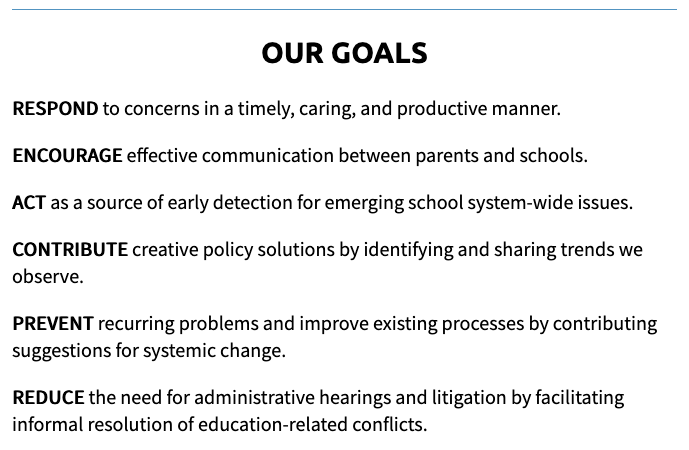 OUR GOALS
RESPOND to concerns in a timely, caring, and productive manner.
ENCOURAGE effective communication between parents and schools.
ACT as a source of early detection for emerging school system-wide issues.
CONTRIBUTE creative policy solutions by identifying and sharing trends we
observe.
PREVENT recurring problems and improve existing processes by contributing
suggestions for systemic change.
REDUCE the need for administrative hearings and litigation by facilitating
informal resolution of education-related conflicts.